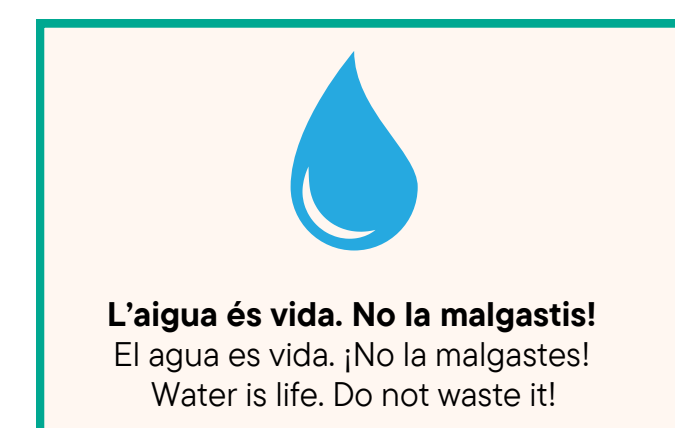 L’aigua és vida. No la malgastis!
El agua es vida. ¡No la malgastes!
Water is life. Do not waste it!